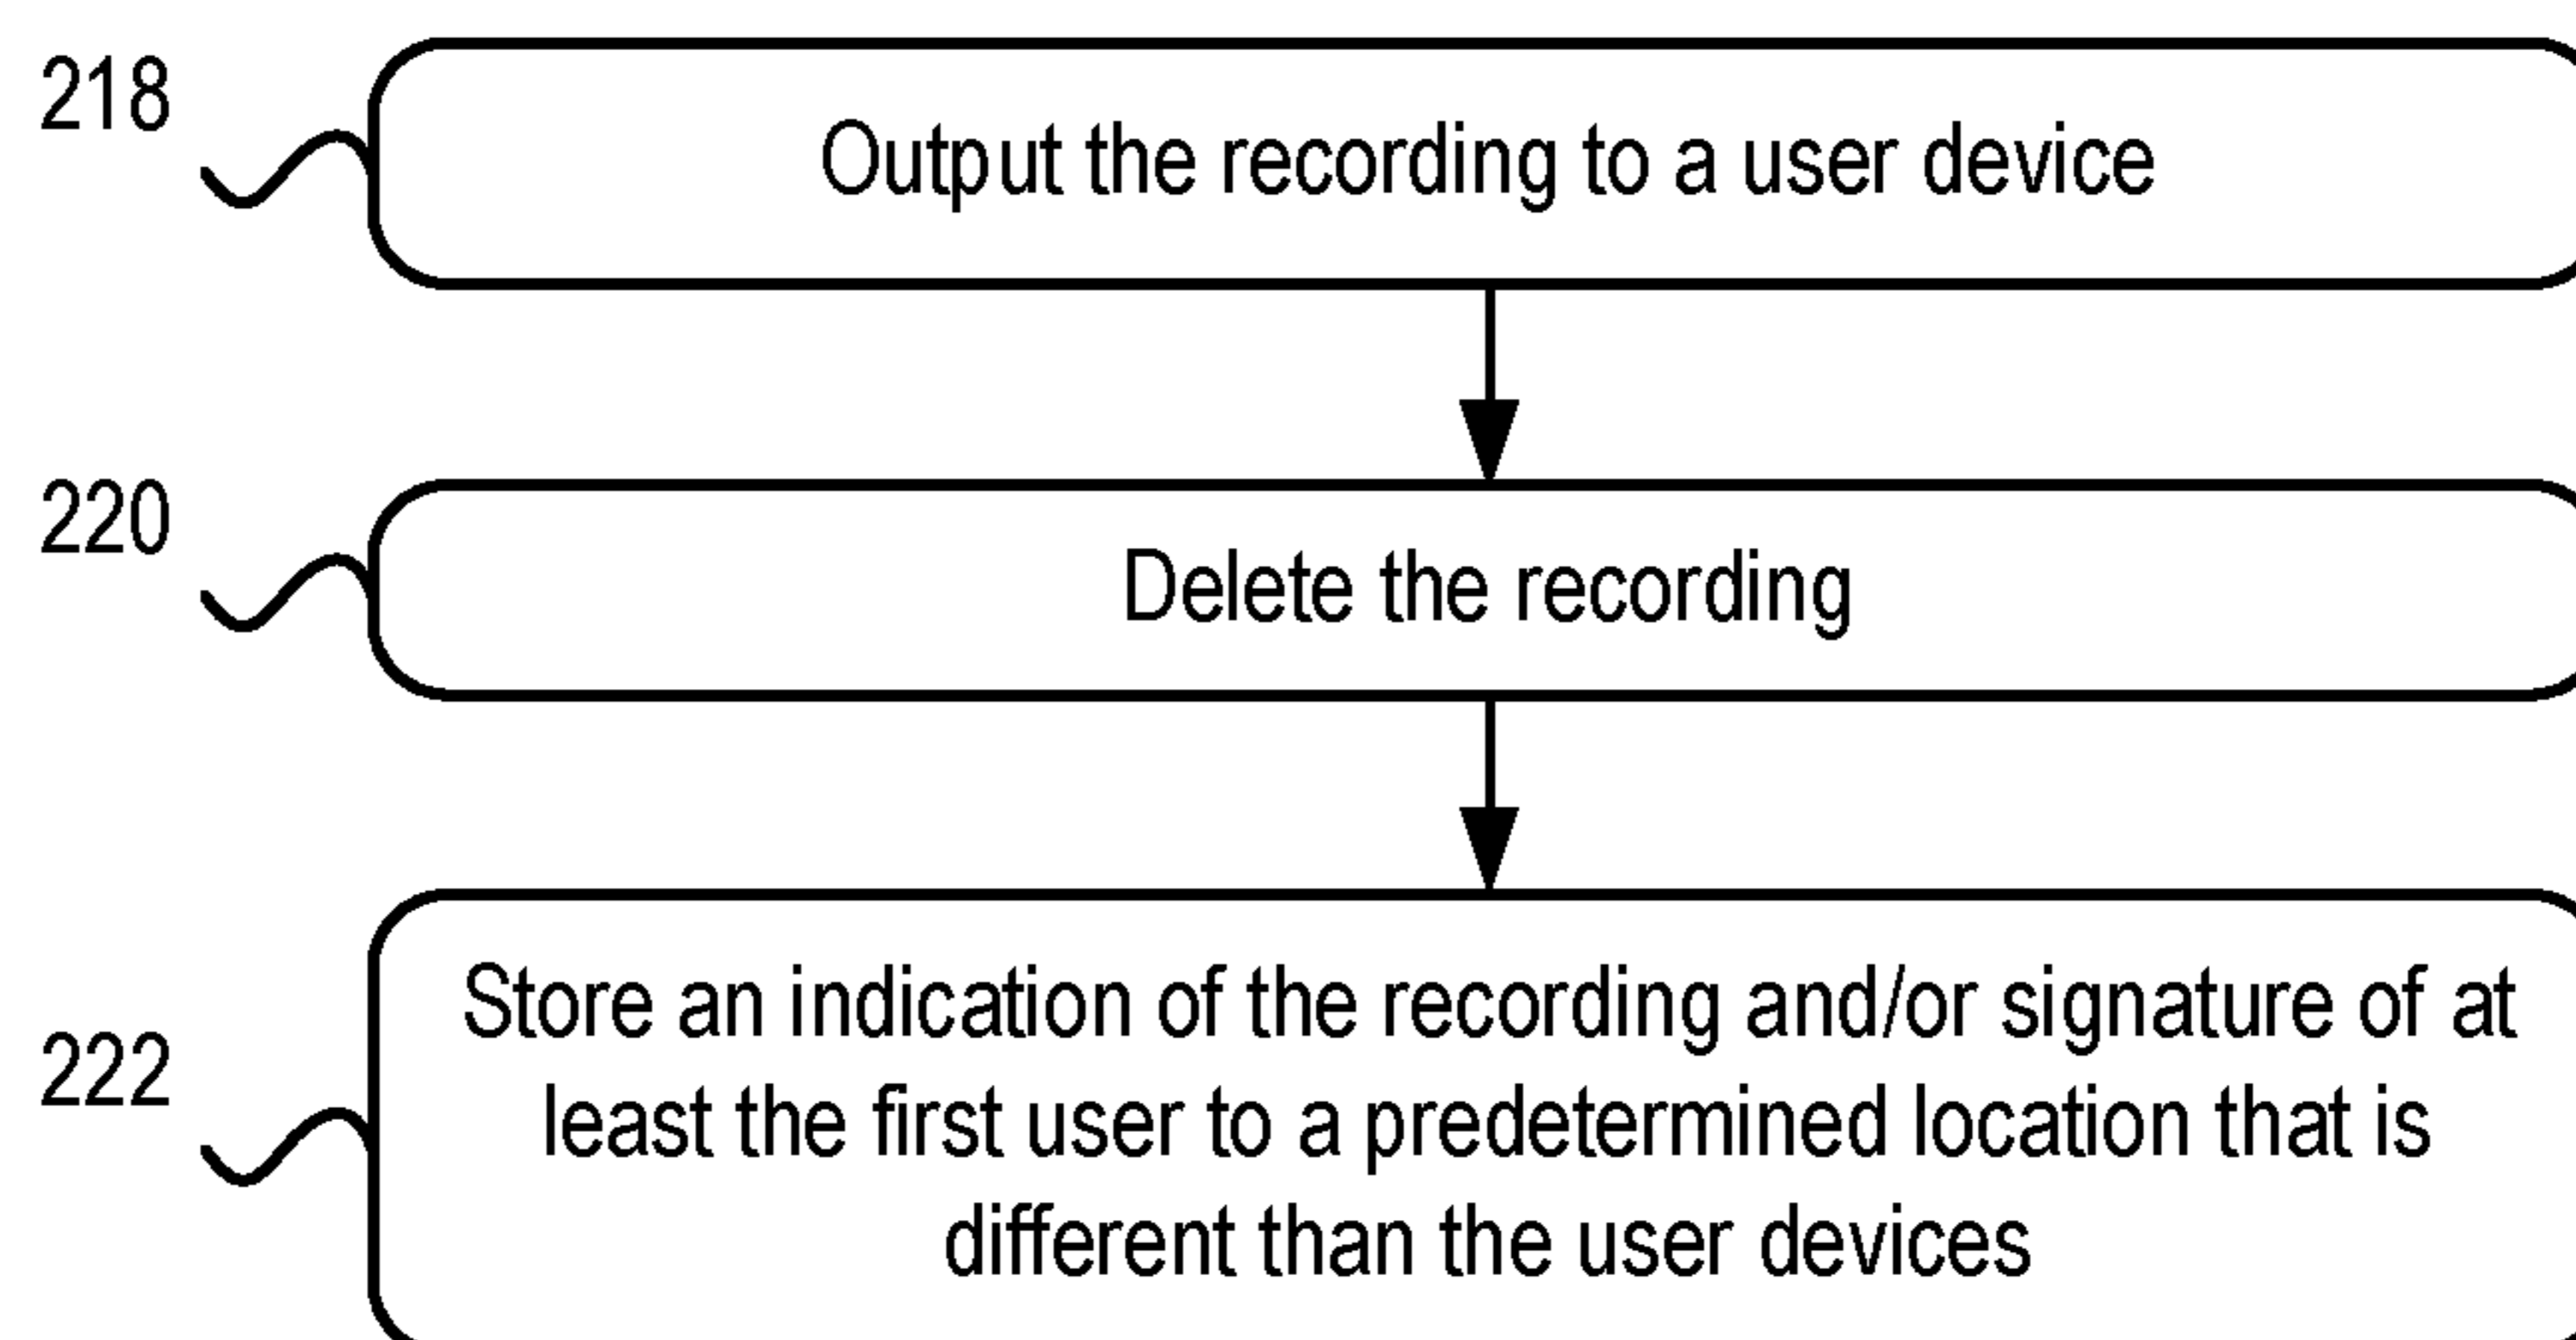 218
Output the recording to a user device
220
Delete the recording
222
Store an indication of the recording and/or signature of at
least the first user to a predetermined location that is
different than the user devices